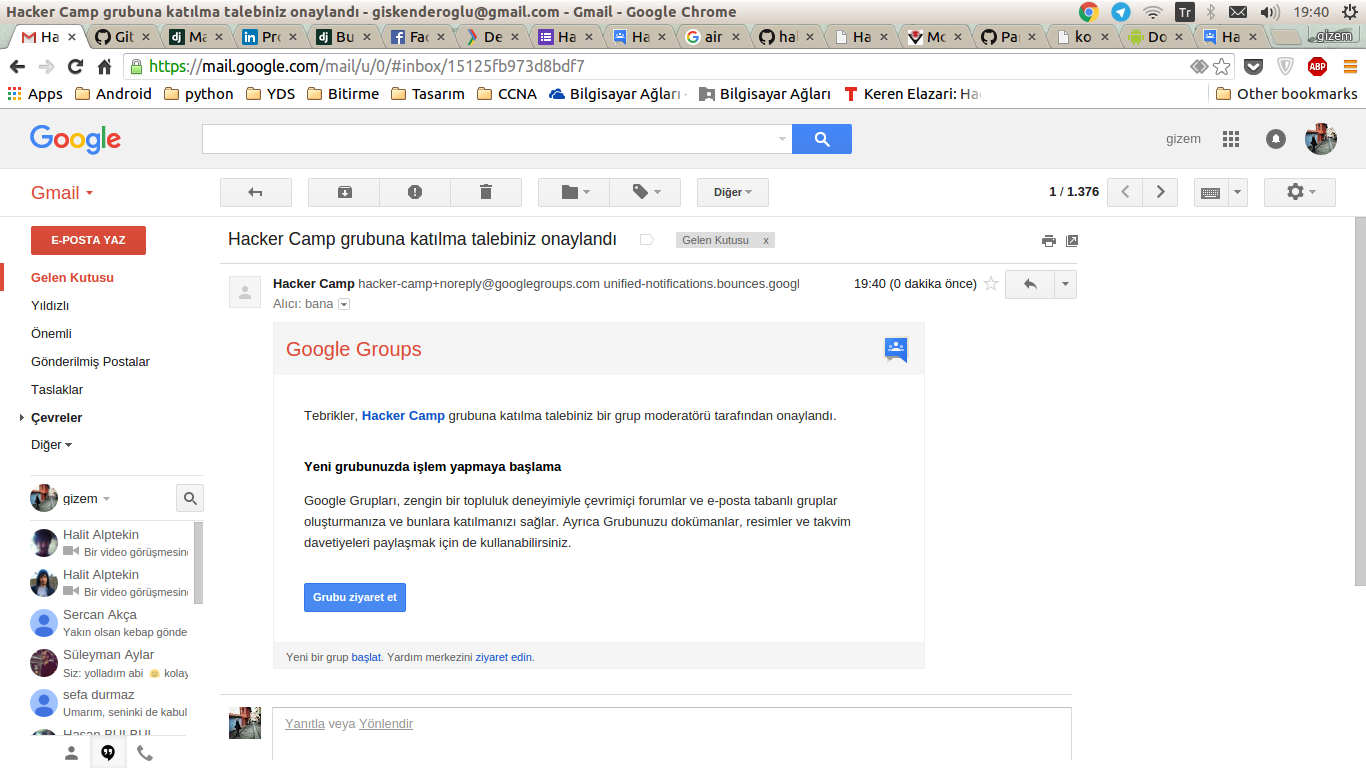 Hacker Camp grubuna katılma talebiniz onaylandı - giskenderoglu@gmail.com - Gmail - Google Chrome
Tr
19:40
Ha
Git
Ma
in Pro
Bu
Fac
De
Ha
Ha
air
hal
Ha
Mo
Pa
ko
Do
Ha
gizem
https://mail.google.com/mail/u/0/#inbox/15125fb973d8bdf7
ABP
Apps
Android
python
YDS
Bitirme
Tasarım
CCNA
Bilgisayar Ağları
Bilgisayar Ağları
Keren Elazari: Ha
Other bookmarks
Google
gizem
Gmail
Diğer
1 / 1.376
E-POSTA YAZ
Hacker Camp grubuna katılma talebiniz onaylandı
Gelen Kutusu x
Gelen Kutusu
Yıldızlı
Önemli
Gönderilmiş Postalar
Taslaklar
Çevreler
Diğer
Hacker Camp hacker-camp+noreply@googlegroups.com unified-notifications.bounces.googl
19:40 (0 dakika önce)
Alıcı: bana
Google Groups
Tebrikler, Hacker Camp grubuna katılma talebiniz bir grup moderatörü tarafından onaylandı.
Yeni grubunuzda işlem yapmaya başlama
Google Grupları, zengin bir topluluk deneyimiyle çevrimiçi forumlar ve e-posta tabanlı gruplar
oluşturmanıza ve bunlara katılmanızı sağlar. Ayrıca Grubunuzu dokümanlar, resimler ve takvim
davetiyeleri paylaşmak için de kullanabilirsiniz.
Grubu ziyaret et
Yeni bir grup başlat. Yardım merkezini ziyaret edin.
gizem
Halit Alptekin
Bir video görüşmesin
Halit Alptekin
Bir video görüşmesin
Sercan Akça
Yakın olsan kebap gönde
Süleyman Aylar
Siz: yolladım abi kolay
sefa durmaz
Umarım, seninki de kabul
Hasan BULBUL
Yanıtla veya Yönlendir